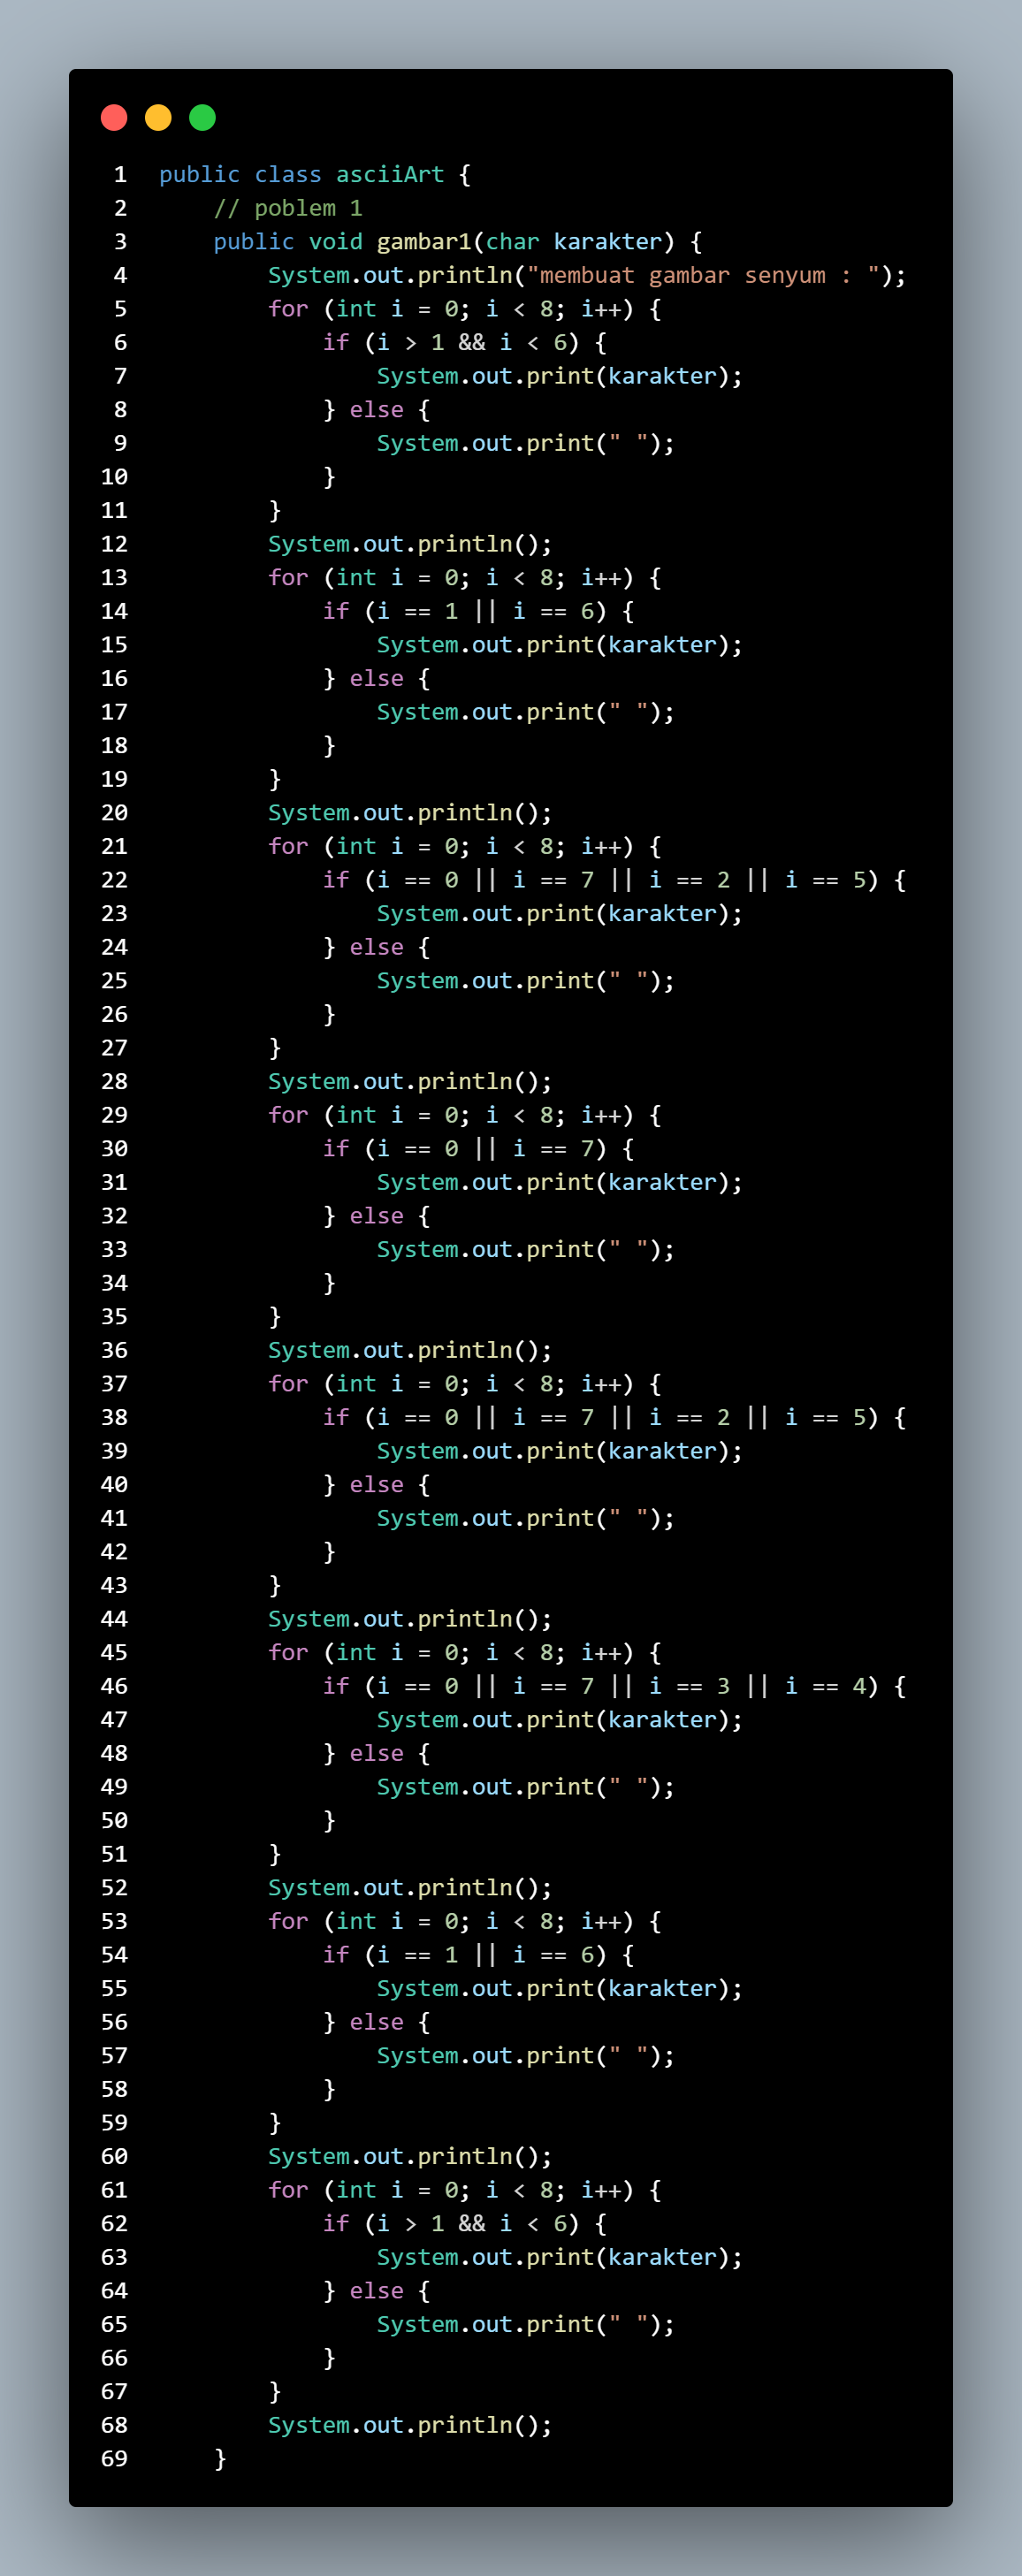 1 public class asciiArt {
2     // poblem 1
3     public void gambar1(char karakter) {
4         System.out.println("membuat gambar senyum : ");
5         for (int i = 0; i < 8; i++) {
6             if (i > 1 && i < 6) {
7                 System.out.print(karakter);
8             } else {
9                 System.out.print(" ");
10             }
11         }
12         System.out.println();
13         for (int i = 0; i < 8; i++) {
14             if (i == 1 || i == 6) {
15                 System.out.print(karakter);
16             } else {
17                 System.out.print(" ");
18             }
19         }
20         System.out.println();
21         for (int i = 0; i < 8; i++) {
22             if (i == 0 || i == 7 || i == 2 || i == 5) {
23                 System.out.print(karakter);
24             } else {
25                 System.out.print(" ");
26             }
27         }
28         System.out.println();
29         for (int i = 0; i < 8; i++) {
30             if (i == 0 || i == 7) {
31                 System.out.print(karakter);
32             } else {
33                 System.out.print(" ");
34             }
35         }
36         System.out.println();
37         for (int i = 0; i < 8; i++) {
38             if (i == 0 || i == 7 || i == 2 || i == 5) {
39                 System.out.print(karakter);
40             } else {
41                 System.out.print(" ");
42             }
43         }
44         System.out.println();
45         for (int i = 0; i < 8; i++) {
46             if (i == 0 || i == 7 || i == 3 || i == 4) {
47                 System.out.print(karakter);
48             } else {
49                 System.out.print(" ");
50             }
51         }
52         System.out.println();
53         for (int i = 0; i < 8; i++) {
54             if (i == 1 || i == 6) {
55                 System.out.print(karakter);
56             } else {
57                 System.out.print(" ");
58             }
59         }
60         System.out.println();
61         for (int i = 0; i < 8; i++) {
62             if (i > 1 && i < 6) {
63                 System.out.print(karakter);
64             } else {
65                 System.out.print(" ");
66             }
67         }
68         System.out.println();
69     }